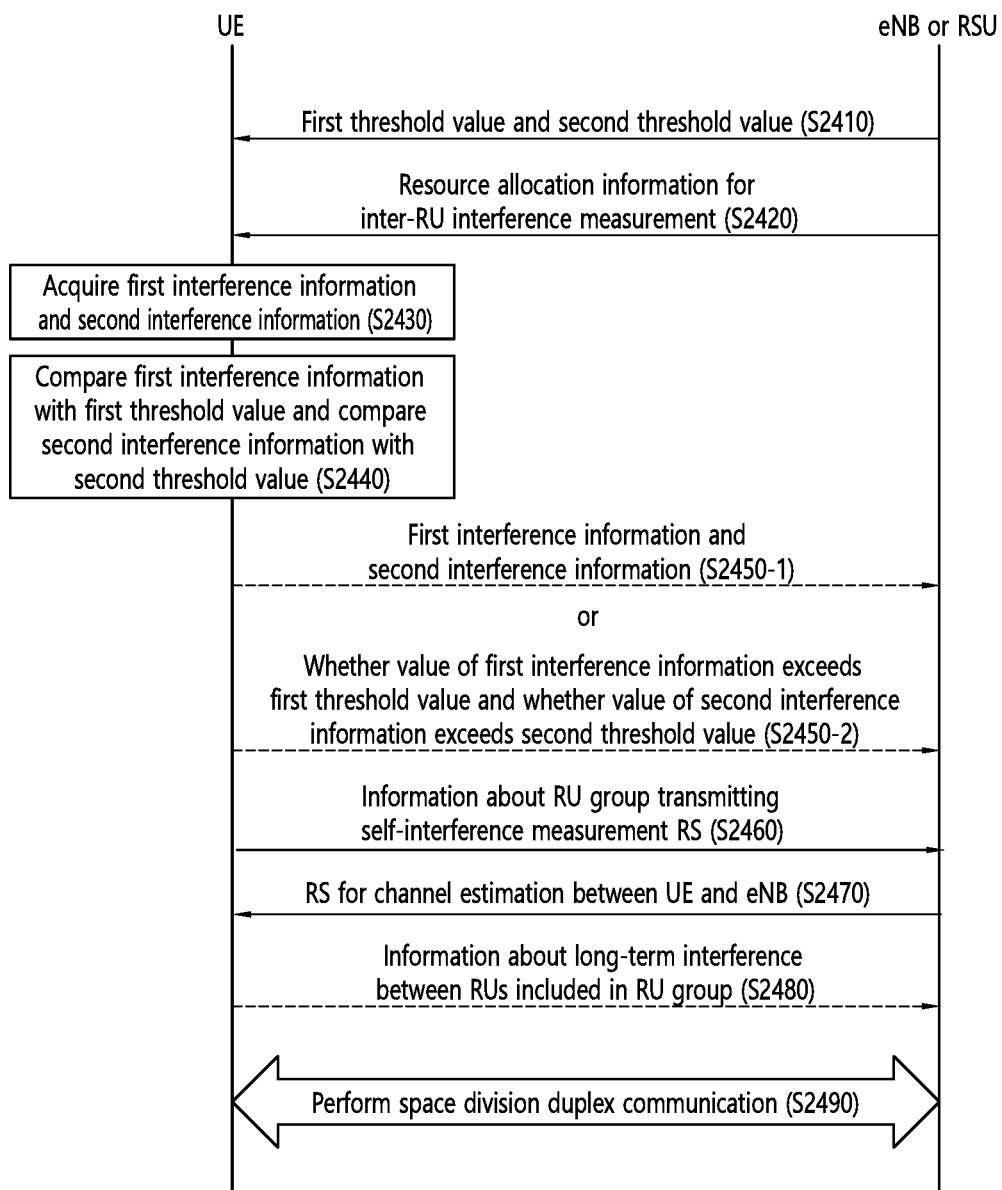 UE
eNB or RSU
First threshold value and second threshold value (S2410)
Resource allocation information for
inter-RU interference measurement (S2420)
Acquire first interference information
and second interference information (S2430)
Compare first interference information
with first threshold value and compare
second interference information with
second threshold value (S2440)
First interference information and
second interference information (S2450-1)
or
Whether value of first interference information exceeds
first threshold value and whether value of second interference
information exceeds second threshold value (S2450-2)
Information about RU group transmitting
self-interference measurement RS (S2460)
RS for channel estimation between UE and eNB (S2470)
Information about long-term interference
between RUs included in RU group (S2480)
Perform space division duplex communication (S2490)